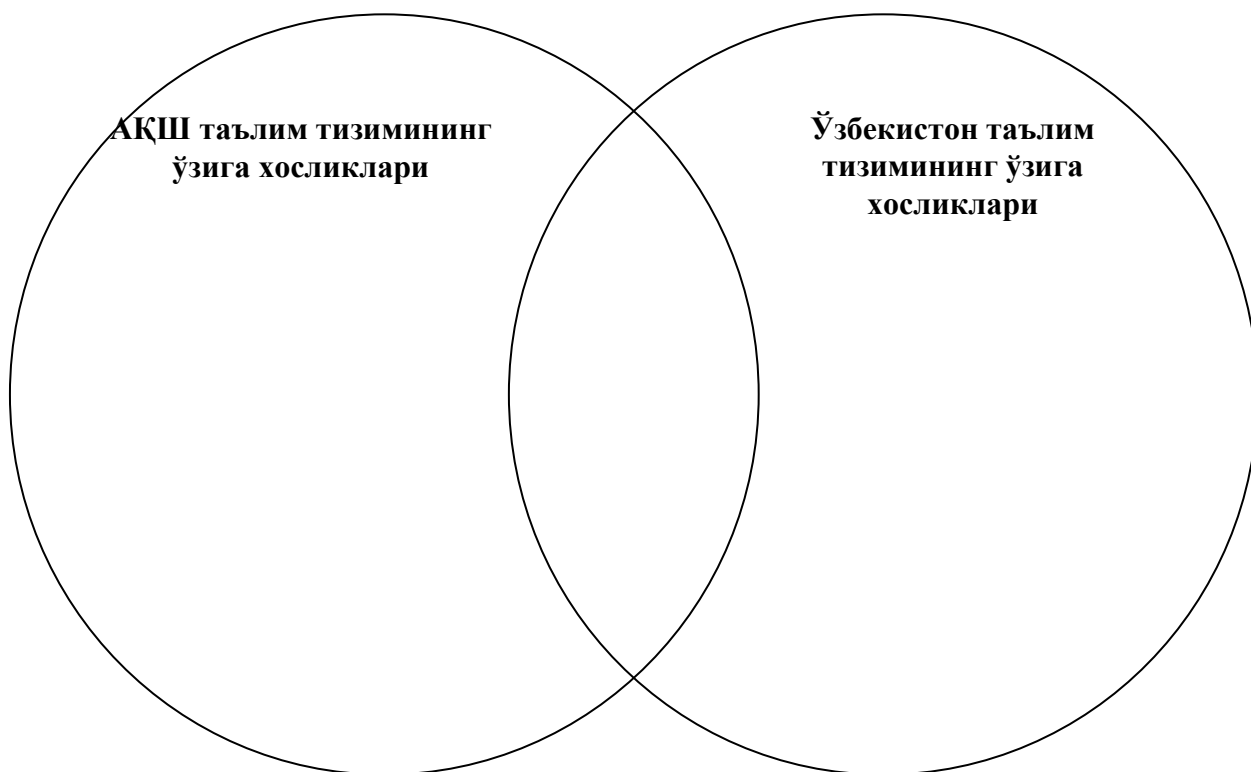 АҚШ таълим тизимининг
ўзига хосликлари
Ўзбекистон таълим
тизимининг ўзига
хосликлари